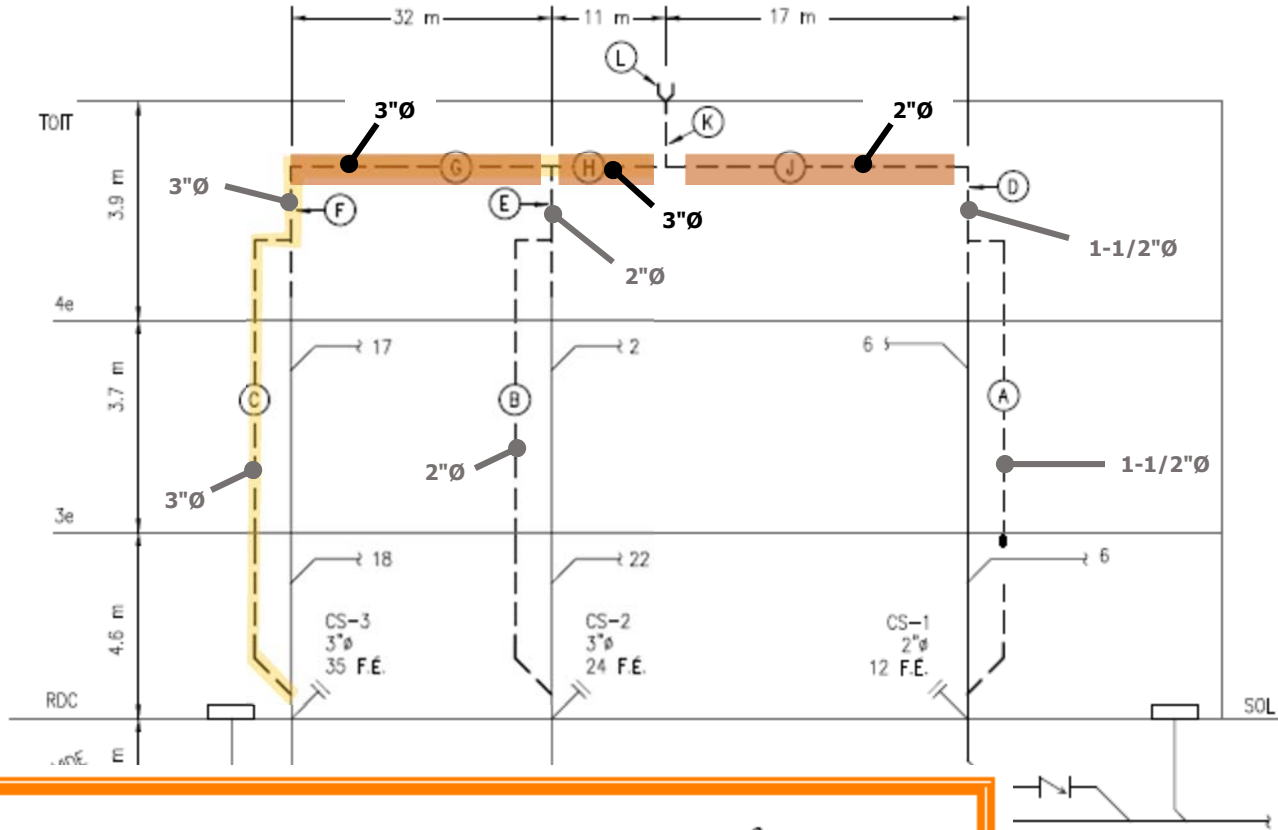 32 m
11 m
17 m
L
TOIT
3"Ø
K
2"Ø
G
H
J
3"Ø
3.9 m
F
E
3"Ø
D
2"Ø
1-1/2"Ø
4e
17
2
6
3.7 m
C
B
A
3"Ø
2"Ø
1-1/2"Ø
3e
18
22
6
4.6 m
CS-3
3"ø
35 F.É.
CS-2
3"ø
24 F.É.
CS-1
2"ø
12 F.É.
RDC
SOL
m